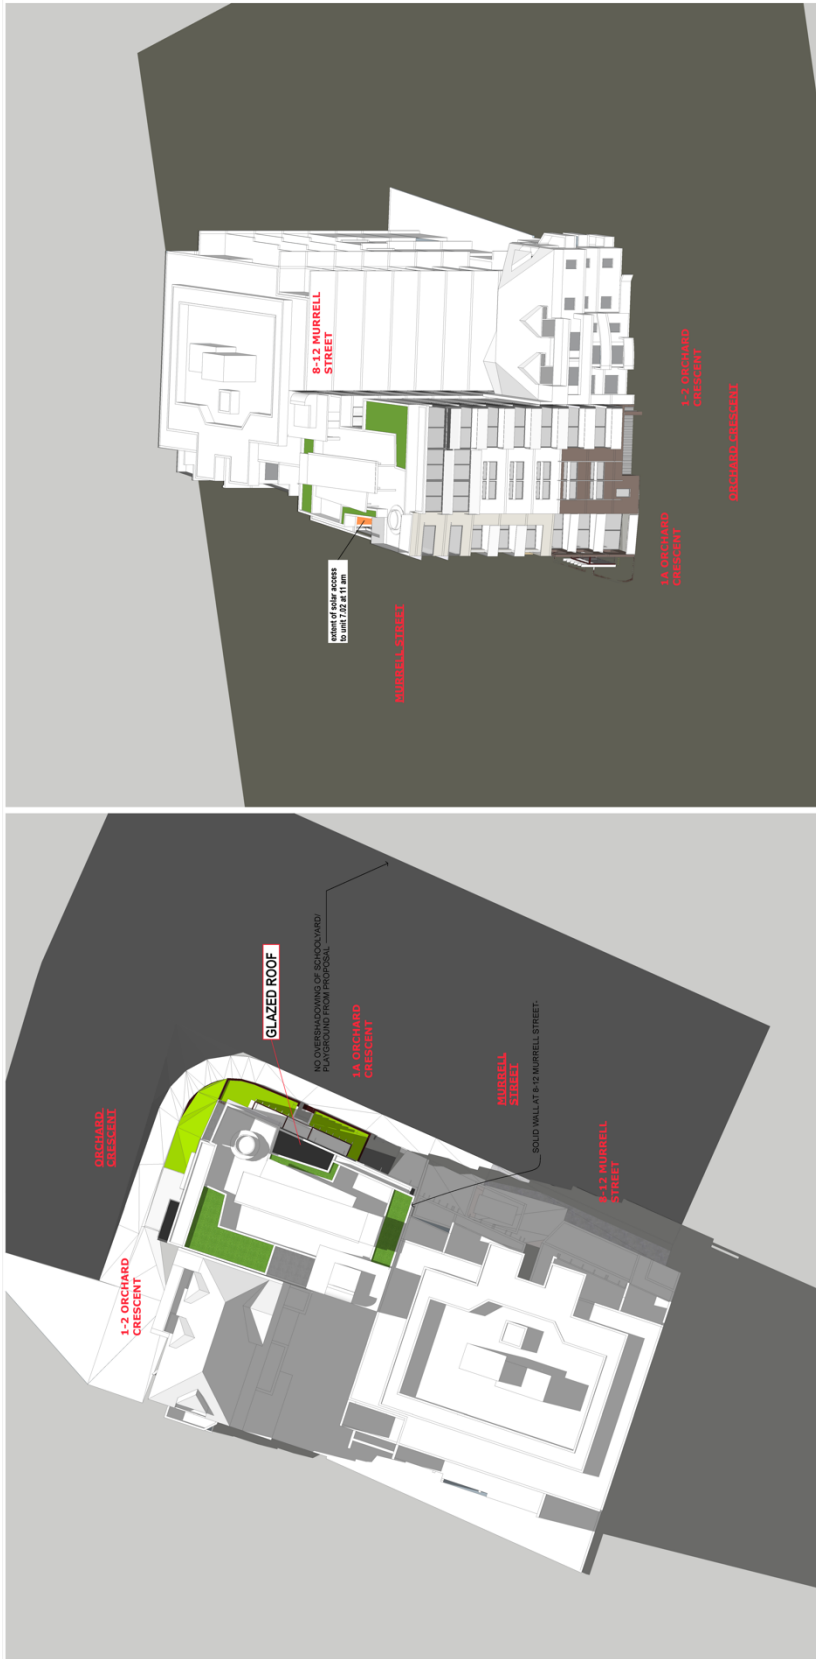 8-12 MURRELL
STREET
1-2 ORCHARD
CRESCENT
ORCHARD CRESCENT
1A ORCHARD
CRESCENT
extent of solar access
to unit 7.02 at 11 am
MURRELL STREET
NO OVERSHADOWING OF SCHOOLYARD/
PLAYGROUND FROM PROPOSAL
GLAZED ROOF
1A ORCHARD
CRESCENT
ORCHARD
CRESCENT
MURRELL
STREET
SOLID WALL AT 8-12 MURRELL STREET-
8-12 MURRELL
STREET
1-2 ORCHARD
CRESCENT